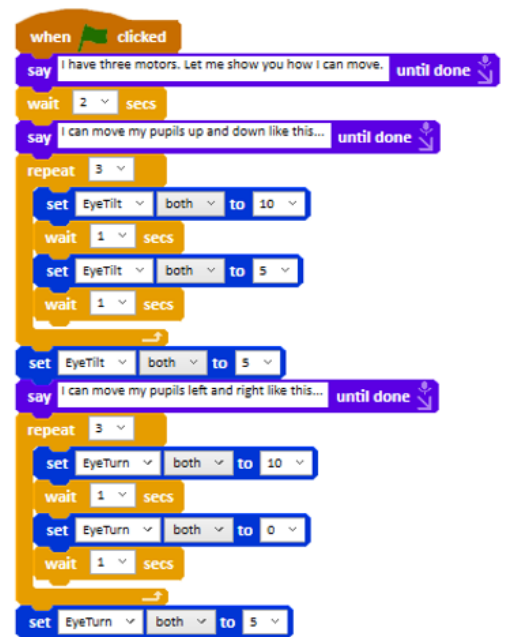 when clicked
say I have three motors. Let me show you how I can move. until done
wait 2 secs
say I can move my pupils up and down like this... until done
repeat 3
set EyeTilt both to 10
wait 1 secs
set EyeTilt both to 5
wait 1 secs
set EyeTilt both to 5
say I can move my pupils left and right like this... until done
repeat 3
set EyeTurn both to 10
wait 1 secs
set EyeTurn both to 0
wait 1 secs
set EyeTurn both to 5